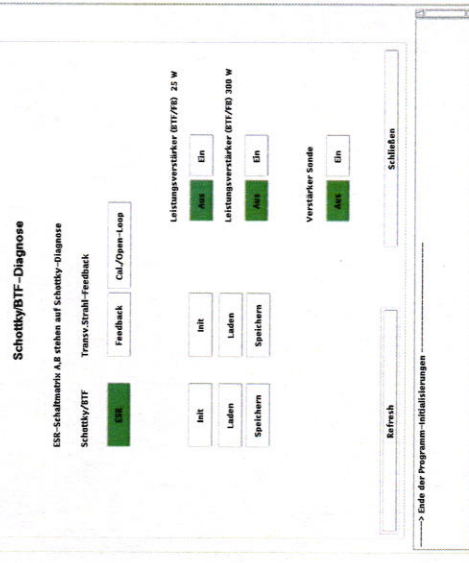 Schottky/BTF-Diagnose
ESR-Schaltmatrix A,B stehen auf Schottky-Diagnose
Schottky/BTF
Transv.Strahl-Feedback
ESR
Feedback
Cal./Open-Loop
Leistungsverstärker (BTF/FB) 25 W
Aus
Ein
Init
Init
Leistungsverstärker (BTF/FB) 300 W
Laden
Laden
Aus
Ein
Speichern
Speichern
Verstärker Sonde
Aus
Ein
Refresh
Schließen
----> Ende der Programm-Initialisierungen --------------------